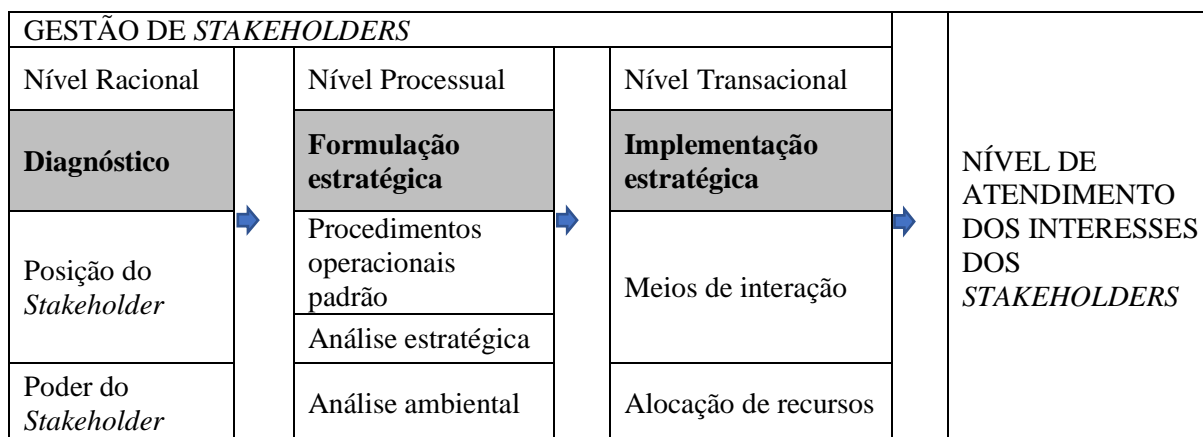 GESTÃO DE STAKEHOLDERS
Nível Racional
Nível Processual
Nível Transacional
Diagnóstico
Formulação
estratégica
Implementação
estratégica
Posição do
Stakeholder
Procedimentos
operacionais
padrão
Análise estratégica
Meios de interação
Poder do
Stakeholder
Análise ambiental
Alocação de recursos
NÍVEL DE
ATENDIMENTO
DOS INTERESSES
DOS
STAKEHOLDERS